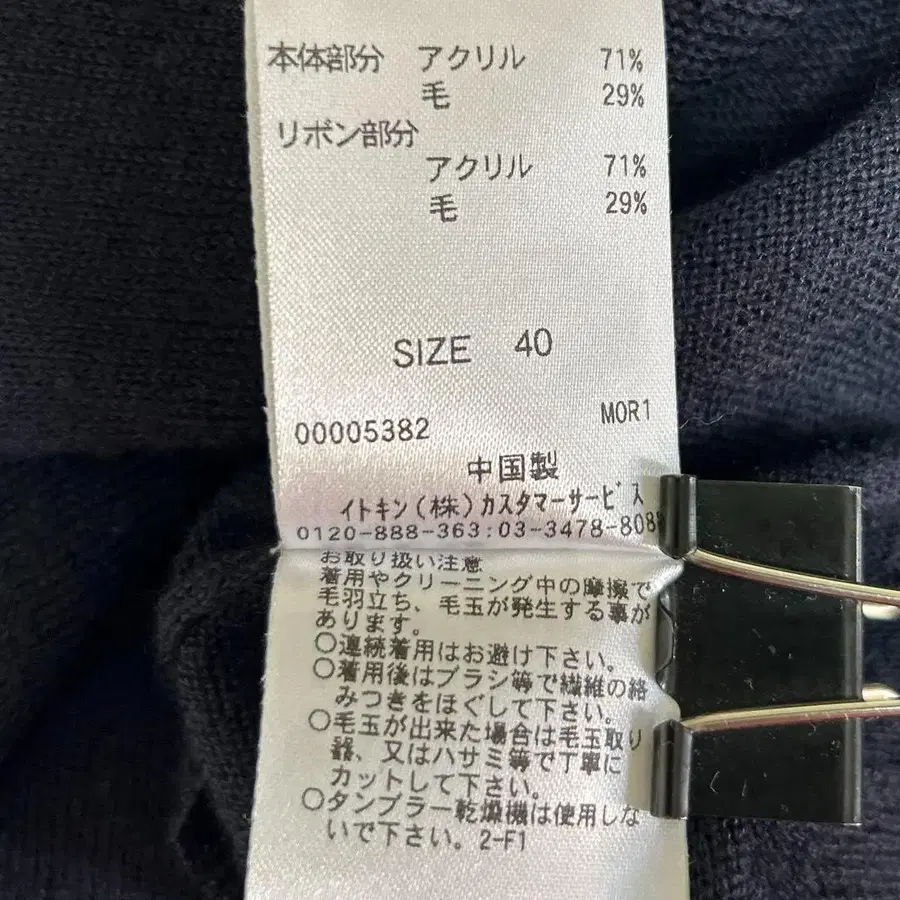 本体部分 アクリル 71%
毛 29%
リボン部分
アクリル 71%
毛 29%
SIZE 40
00005382 MOR1
中国製
イトキン(株)カスタマーサービス
0120-888-363:03-3478-808
お取り扱い注意
着用やクリーニング中の摩擦で
毛羽立ち、毛玉が発生する事が
あります。
○連続着用はお避け下さい。
○着用後はブラシ等で繊維の絡
みつきをほぐして下さい。
○毛玉が出来た場合は毛玉取り
器、又はハサミ等で丁寧に
カットして下さい。
○タンブラー乾燥機は使用しな
いで下さい。2-F1